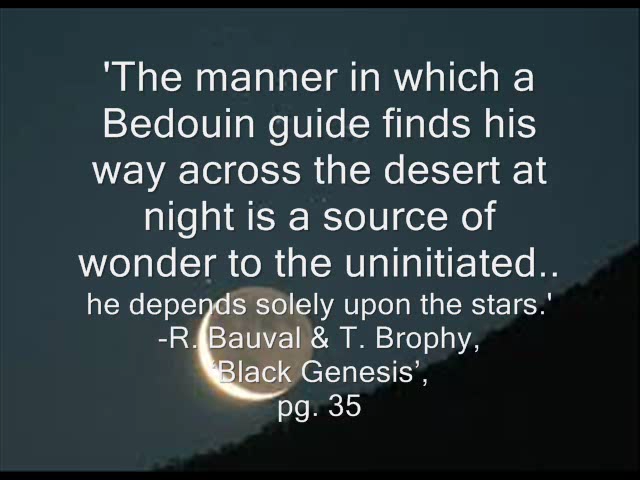 'The manner in which a
Bedouin guide finds his
way across the desert at
night is a source of
wonder to the uninitiated..
he depends solely upon the stars.'
-R. Bauval & T. Brophy,
‘Black Genesis’,
pg. 35